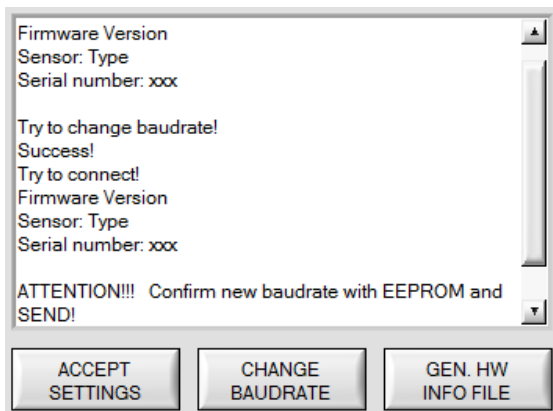 Firmware Version
Sensor: Type
Serial number: xxx
Try to change baudrate!
Success!
Try to connect!
Firmware Version
Sensor: Type
Serial number: xxx
ATTENTION!!!   Confirm new baudrate with EEPROM and
SEND!
ACCEPT
SETTINGS
CHANGE
BAUDRATE
GEN. HW
INFO FILE